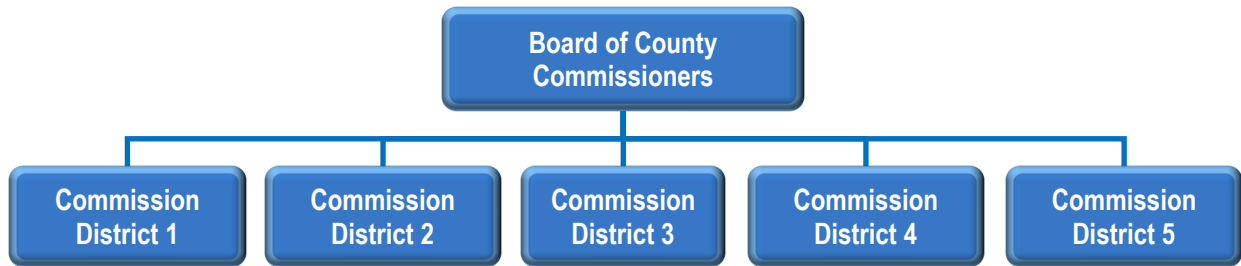 Board of County
Commissioners
Commission
District 1
Commission
District 2
Commission
District 3
Commission
District 4
Commission
District 5